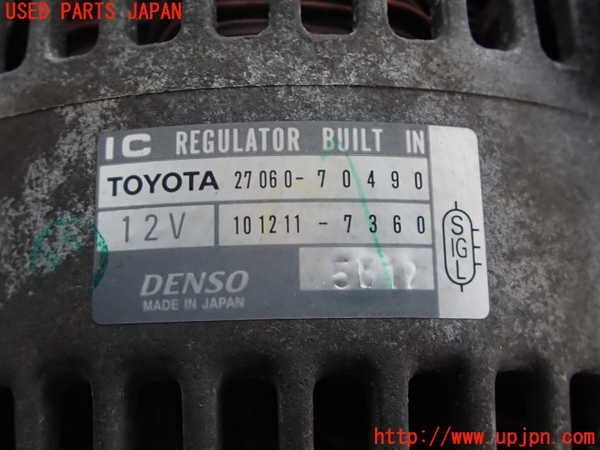 USED PARTS JAPAN
IC REGULATOR BUILT IN
TOYOTA 27060-70490
12V 101211-7360
S
IG
L
DENSO
MADE IN JAPAN
(C)UPJ http://www.upjpn.com